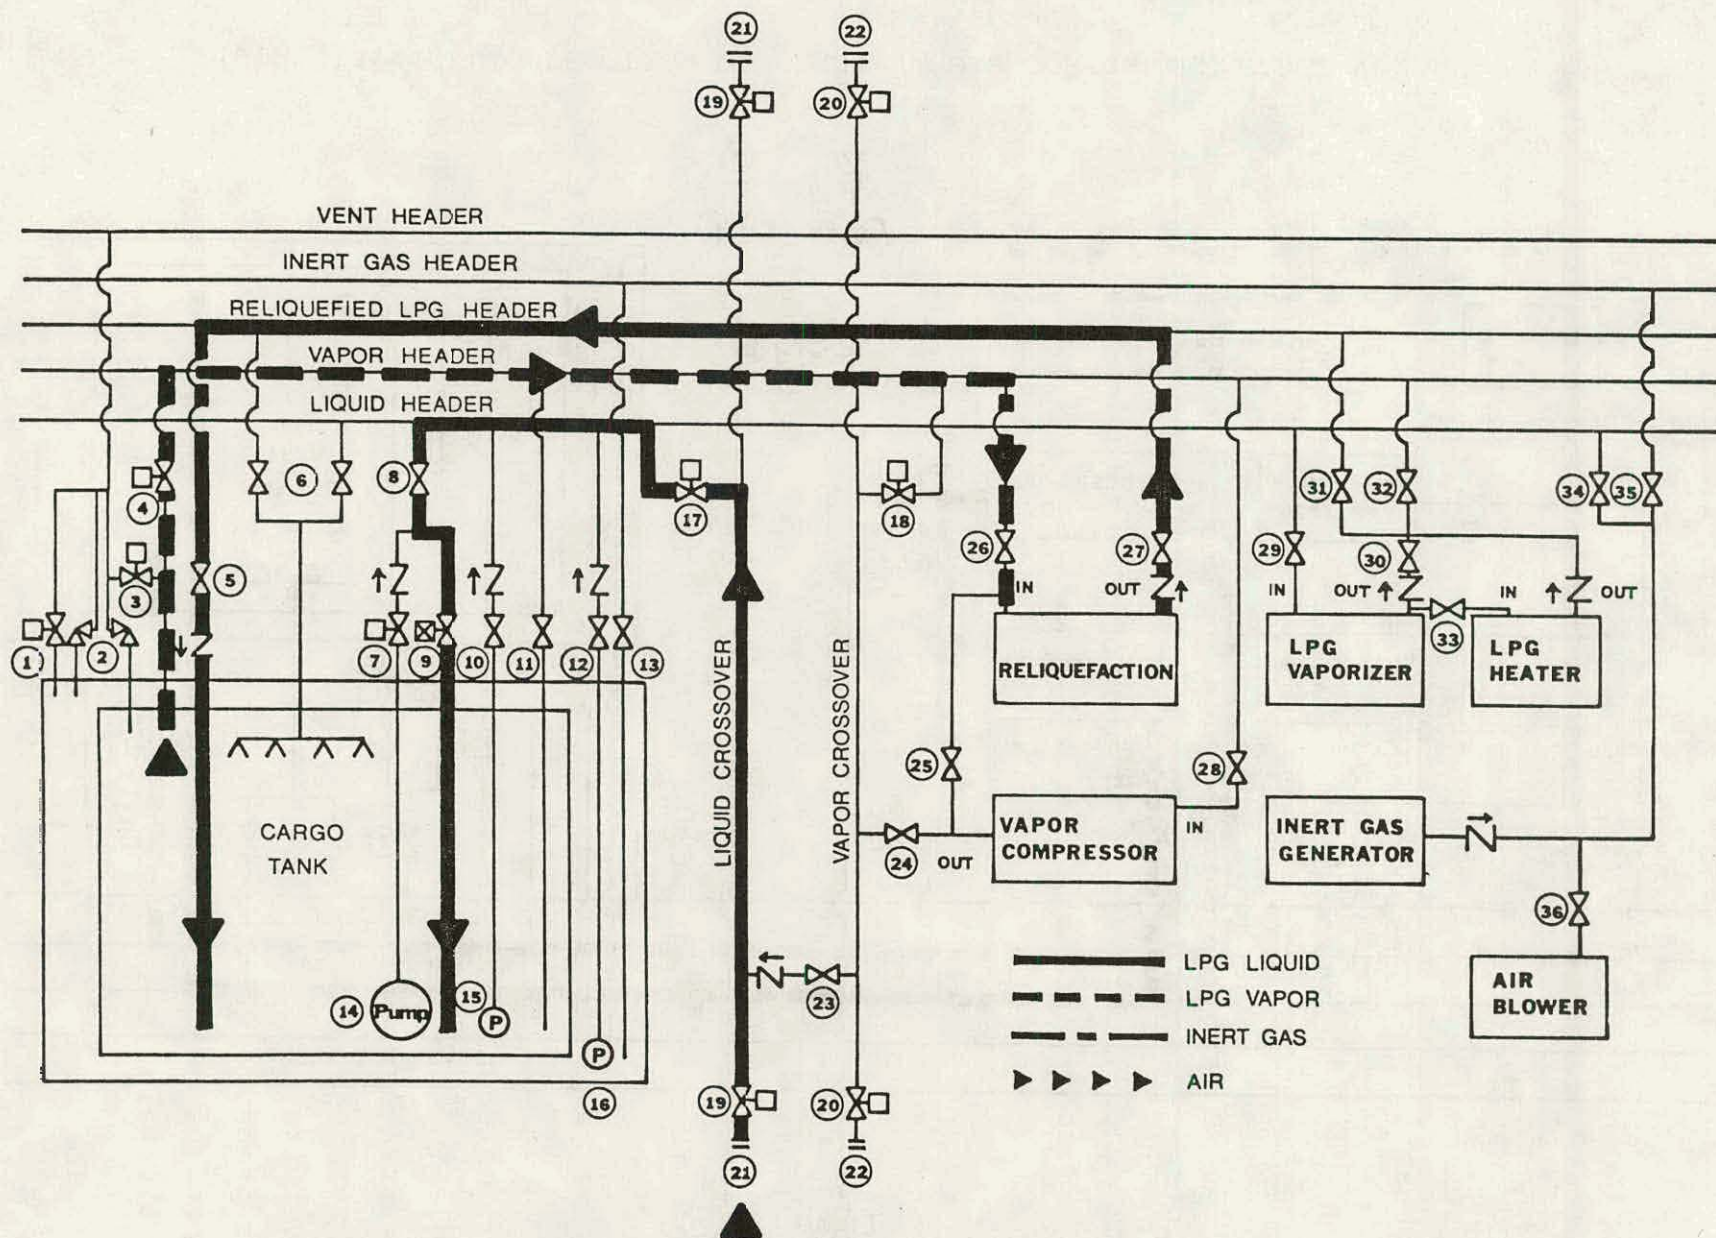 21
22
19
20
VENT HEADER
INERT GAS HEADER
RELIQUEFIED LPG HEADER
VAPOR HEADER
LIQUID HEADER
4
6
8
17
18
26
27
29
31
32
30
34
35
3
5
IN
OUT
IN
OUT
IN
OUT
1
2
7
9
10
11
12
13
33
RELIQUEFACTION
LPG
VAPORIZER
LPG
HEATER
LIQUID CROSSOVER
VAPOR CROSSOVER
25
28
CARGO
TANK
VAPOR
COMPRESSOR
IN
INERT GAS
GENERATOR
24
OUT
36
14
Pump
15
P
23
LPG LIQUID
LPG VAPOR
INERT GAS
AIR
AIR
BLOWER
P
16
19
20
21
22